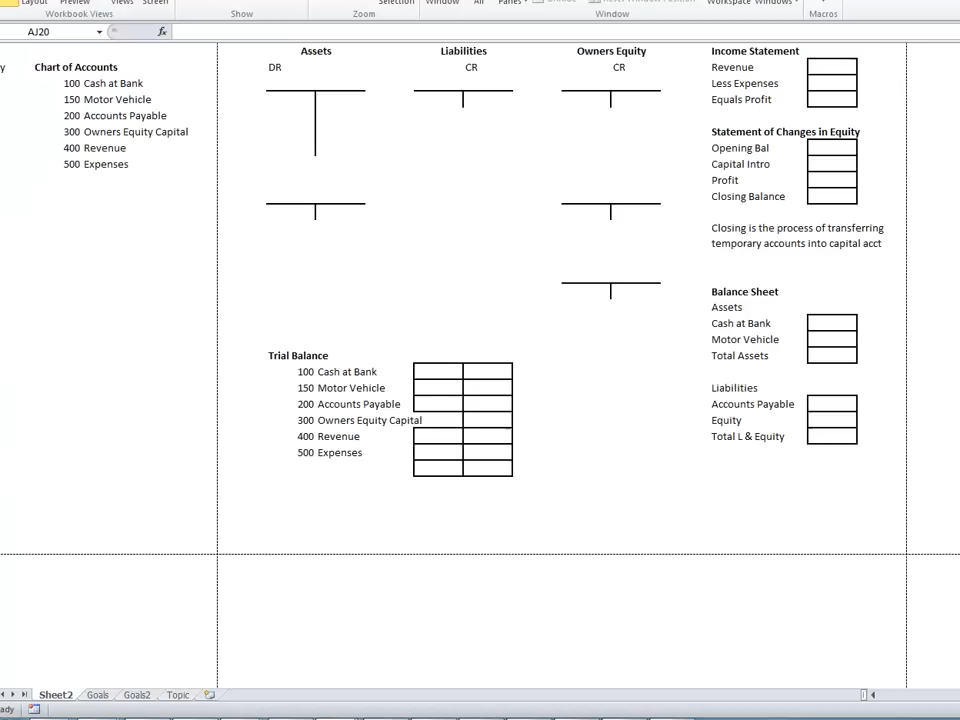 Layout Preview Views Screen Selection Window All Panes Reset Window Position Workspace Windows
Workbook Views Show Zoom Window Macros
AJ20 fx
Assets Liabilities Owners Equity Income Statement
y Chart of Accounts DR CR CR Revenue
100 Cash at Bank Less Expenses
150 Motor Vehicle Equals Profit
200 Accounts Payable
300 Owners Equity Capital Statement of Changes in Equity
400 Revenue Opening Bal
500 Expenses Capital Intro
Profit
Closing Balance
Closing is the process of transferring
temporary accounts into capital acct
Balance Sheet
Assets
Cash at Bank
Motor Vehicle
Trial Balance Total Assets
100 Cash at Bank
150 Motor Vehicle Liabilities
200 Accounts Payable Accounts Payable
300 Owners Equity Capital Equity
400 Revenue Total L & Equity
500 Expenses
Sheet2 Goals Goals2 Topic
ady